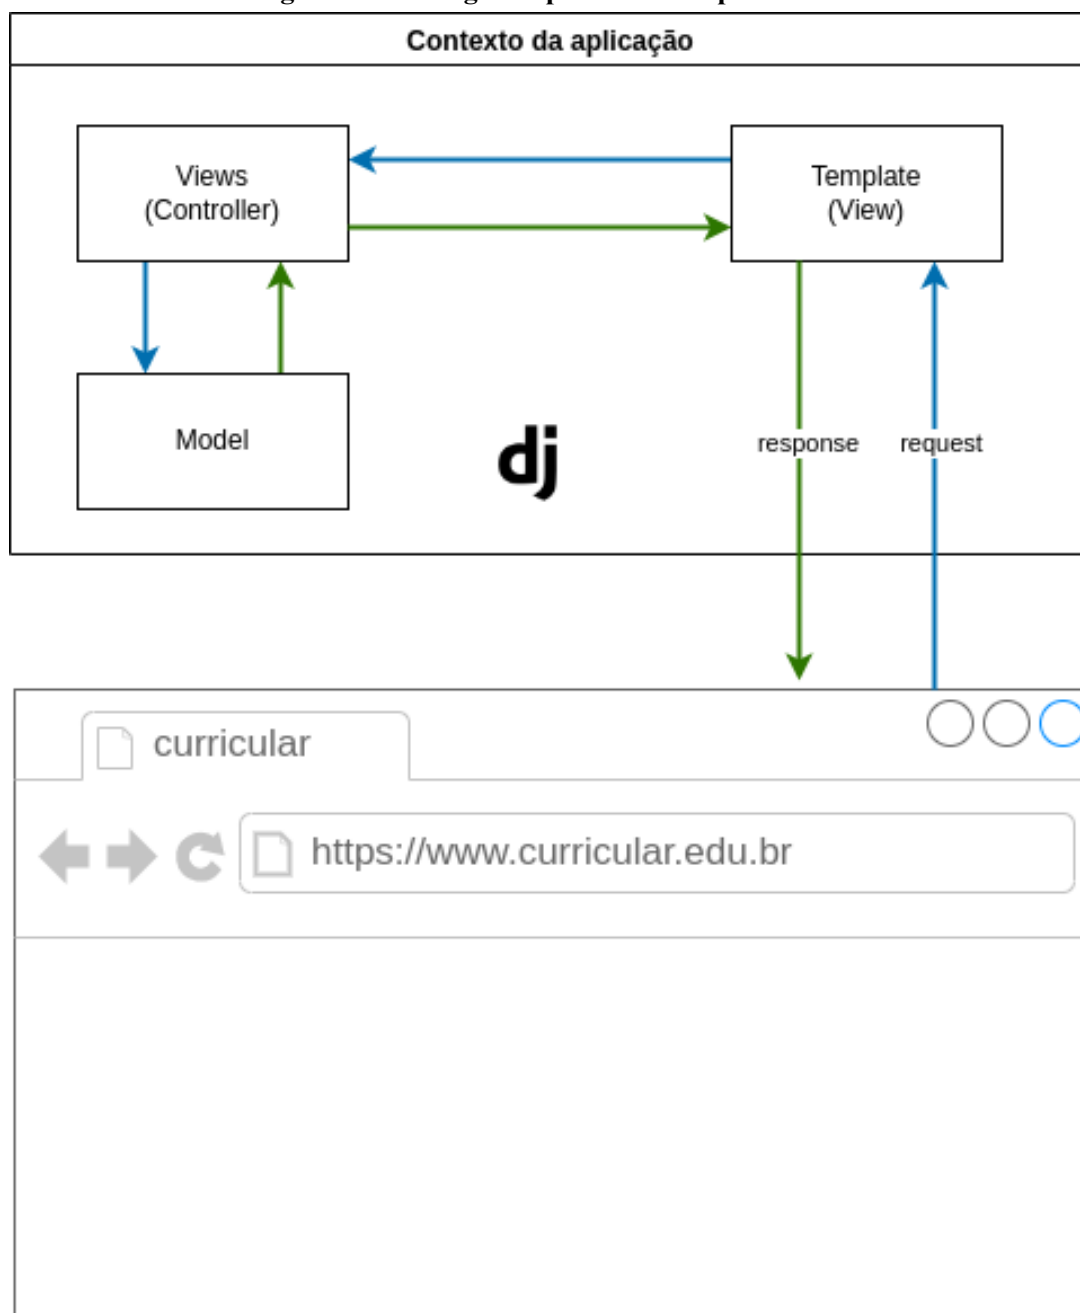 Contexto da aplicação
Views
(Controller)
Template
(View)
Model
dj
response
request
curricular
https://www.curricular.edu.br